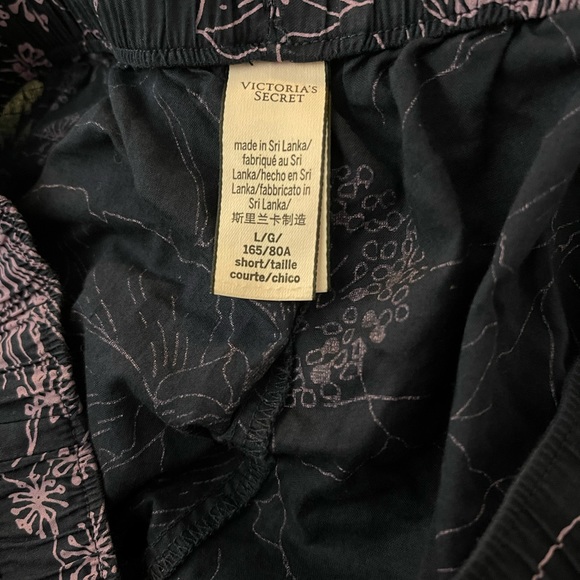 VICTORIA'S
SECRET
made in Sri Lanka/
fabriqué au Sri
Lanka/hecho en Sri
Lanka/fabbricato in
Sri Lanka/
斯里兰卡制造
L/G/
165/80A
short/taille
courte/chico